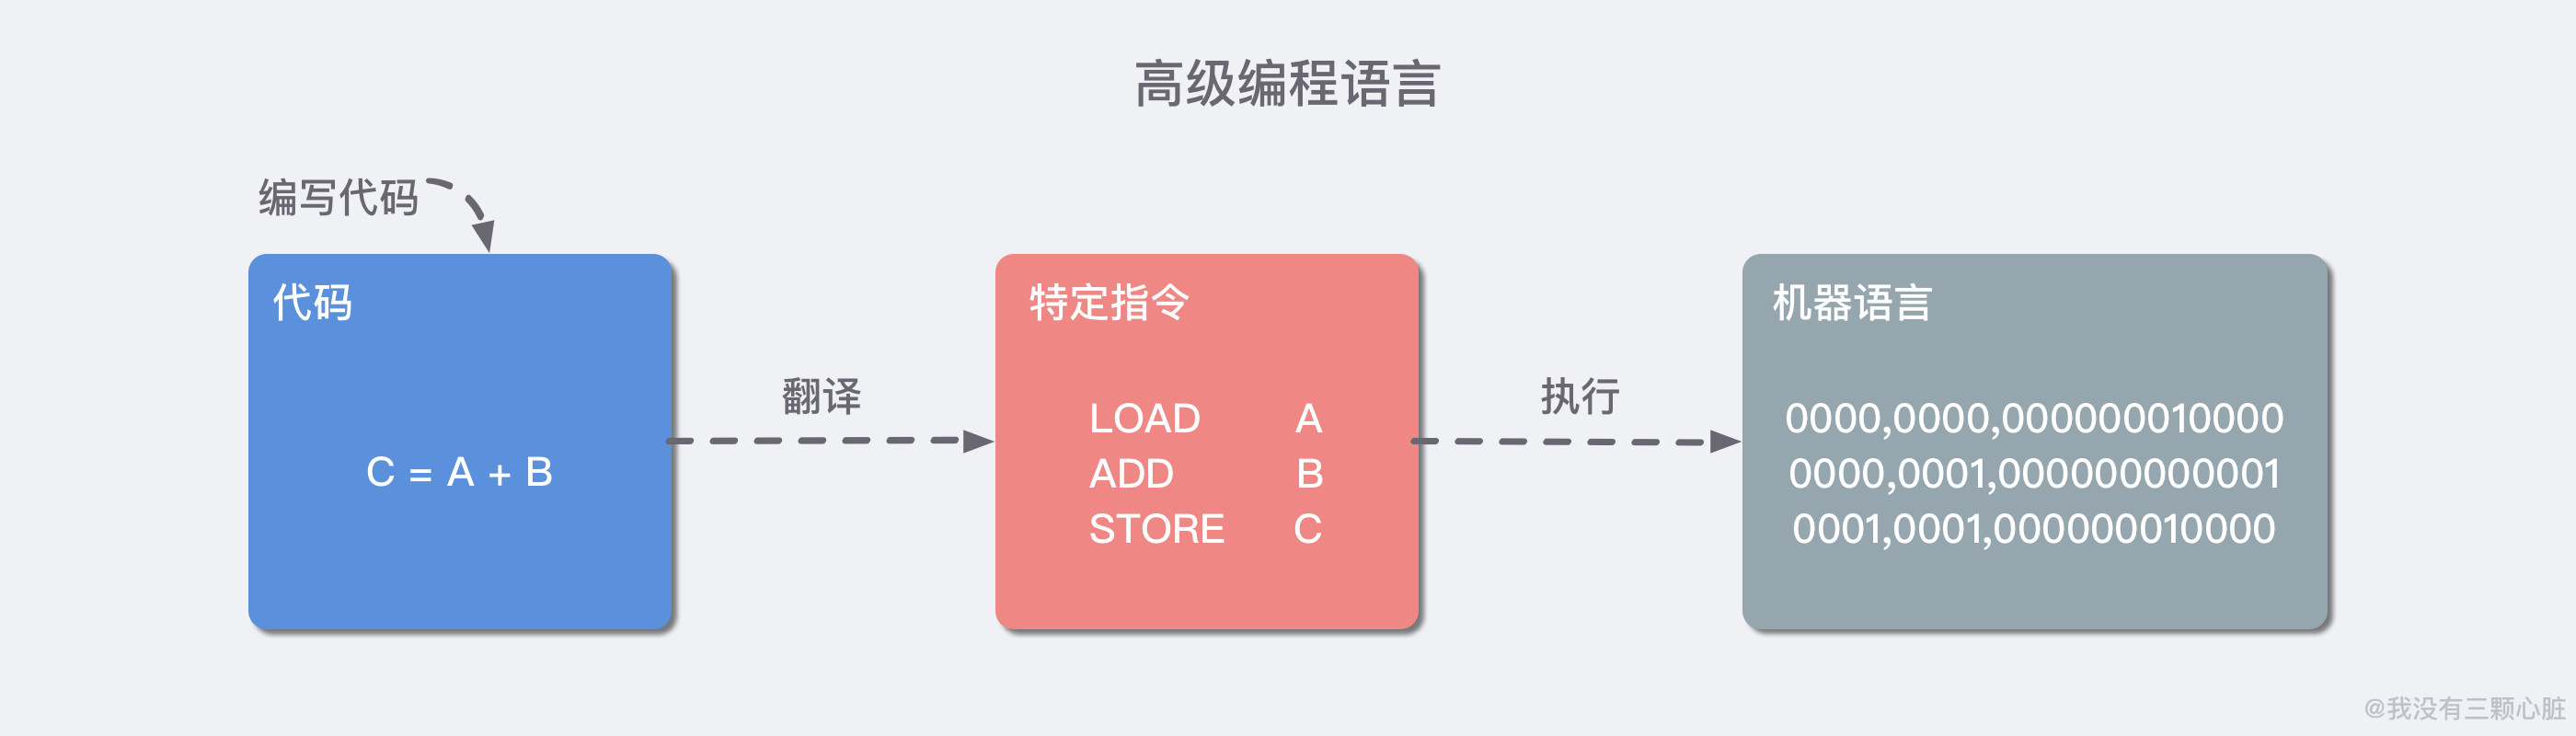 高级编程语言
编写代码
代码
C = A + B
翻译
特定指令
LOAD A
ADD B
STORE C
执行
机器语言
0000,0000,000000010000
0000,0001,000000000001
0001,0001,000000010000
@我没有三颗心脏